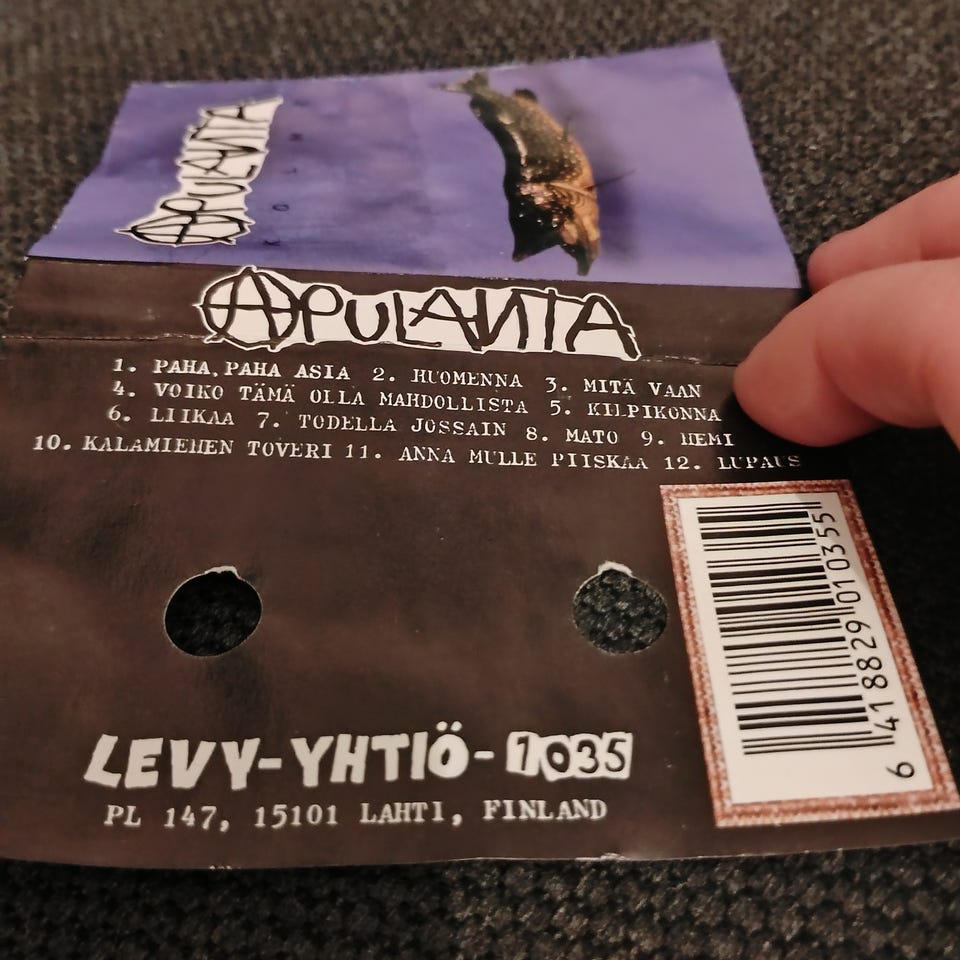 APULANTA
K O L M E
APULANTA
1. PAHA, PAHA ASIA 2. HUOMENNA 3. MITÄ VAAN
4. VOIKO TÄMÄ OLLA MAHDOLLISTA 5. KILPIKONNA
6. LIIKAA 7. TODELLA JOSSAIN 8. MATO 9. HEMI
10. KALAMIEHEN TOVERI 11. ANNA MULLE PIISKAA 12. LUPAUS
6 418829 010355
LEVY-YHTIÖ-1035
PL 147, 15101 LAHTI, FINLAND